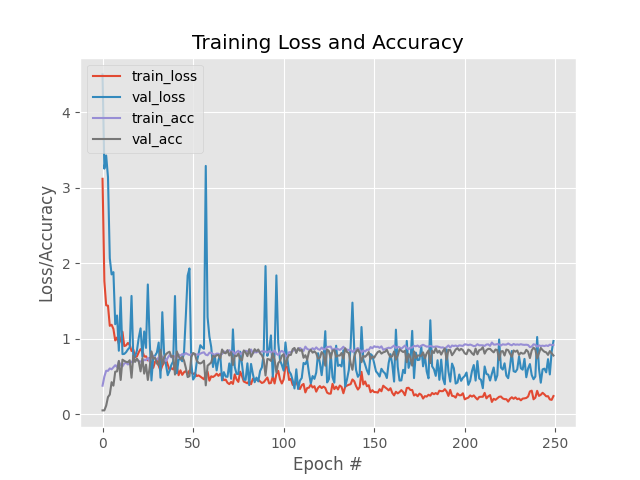 Training Loss and Accuracy
train_loss
val_loss
train_acc
val_acc
4
3
2
1
0
Loss/Accuracy
0 50 100 150 200 250
Epoch #